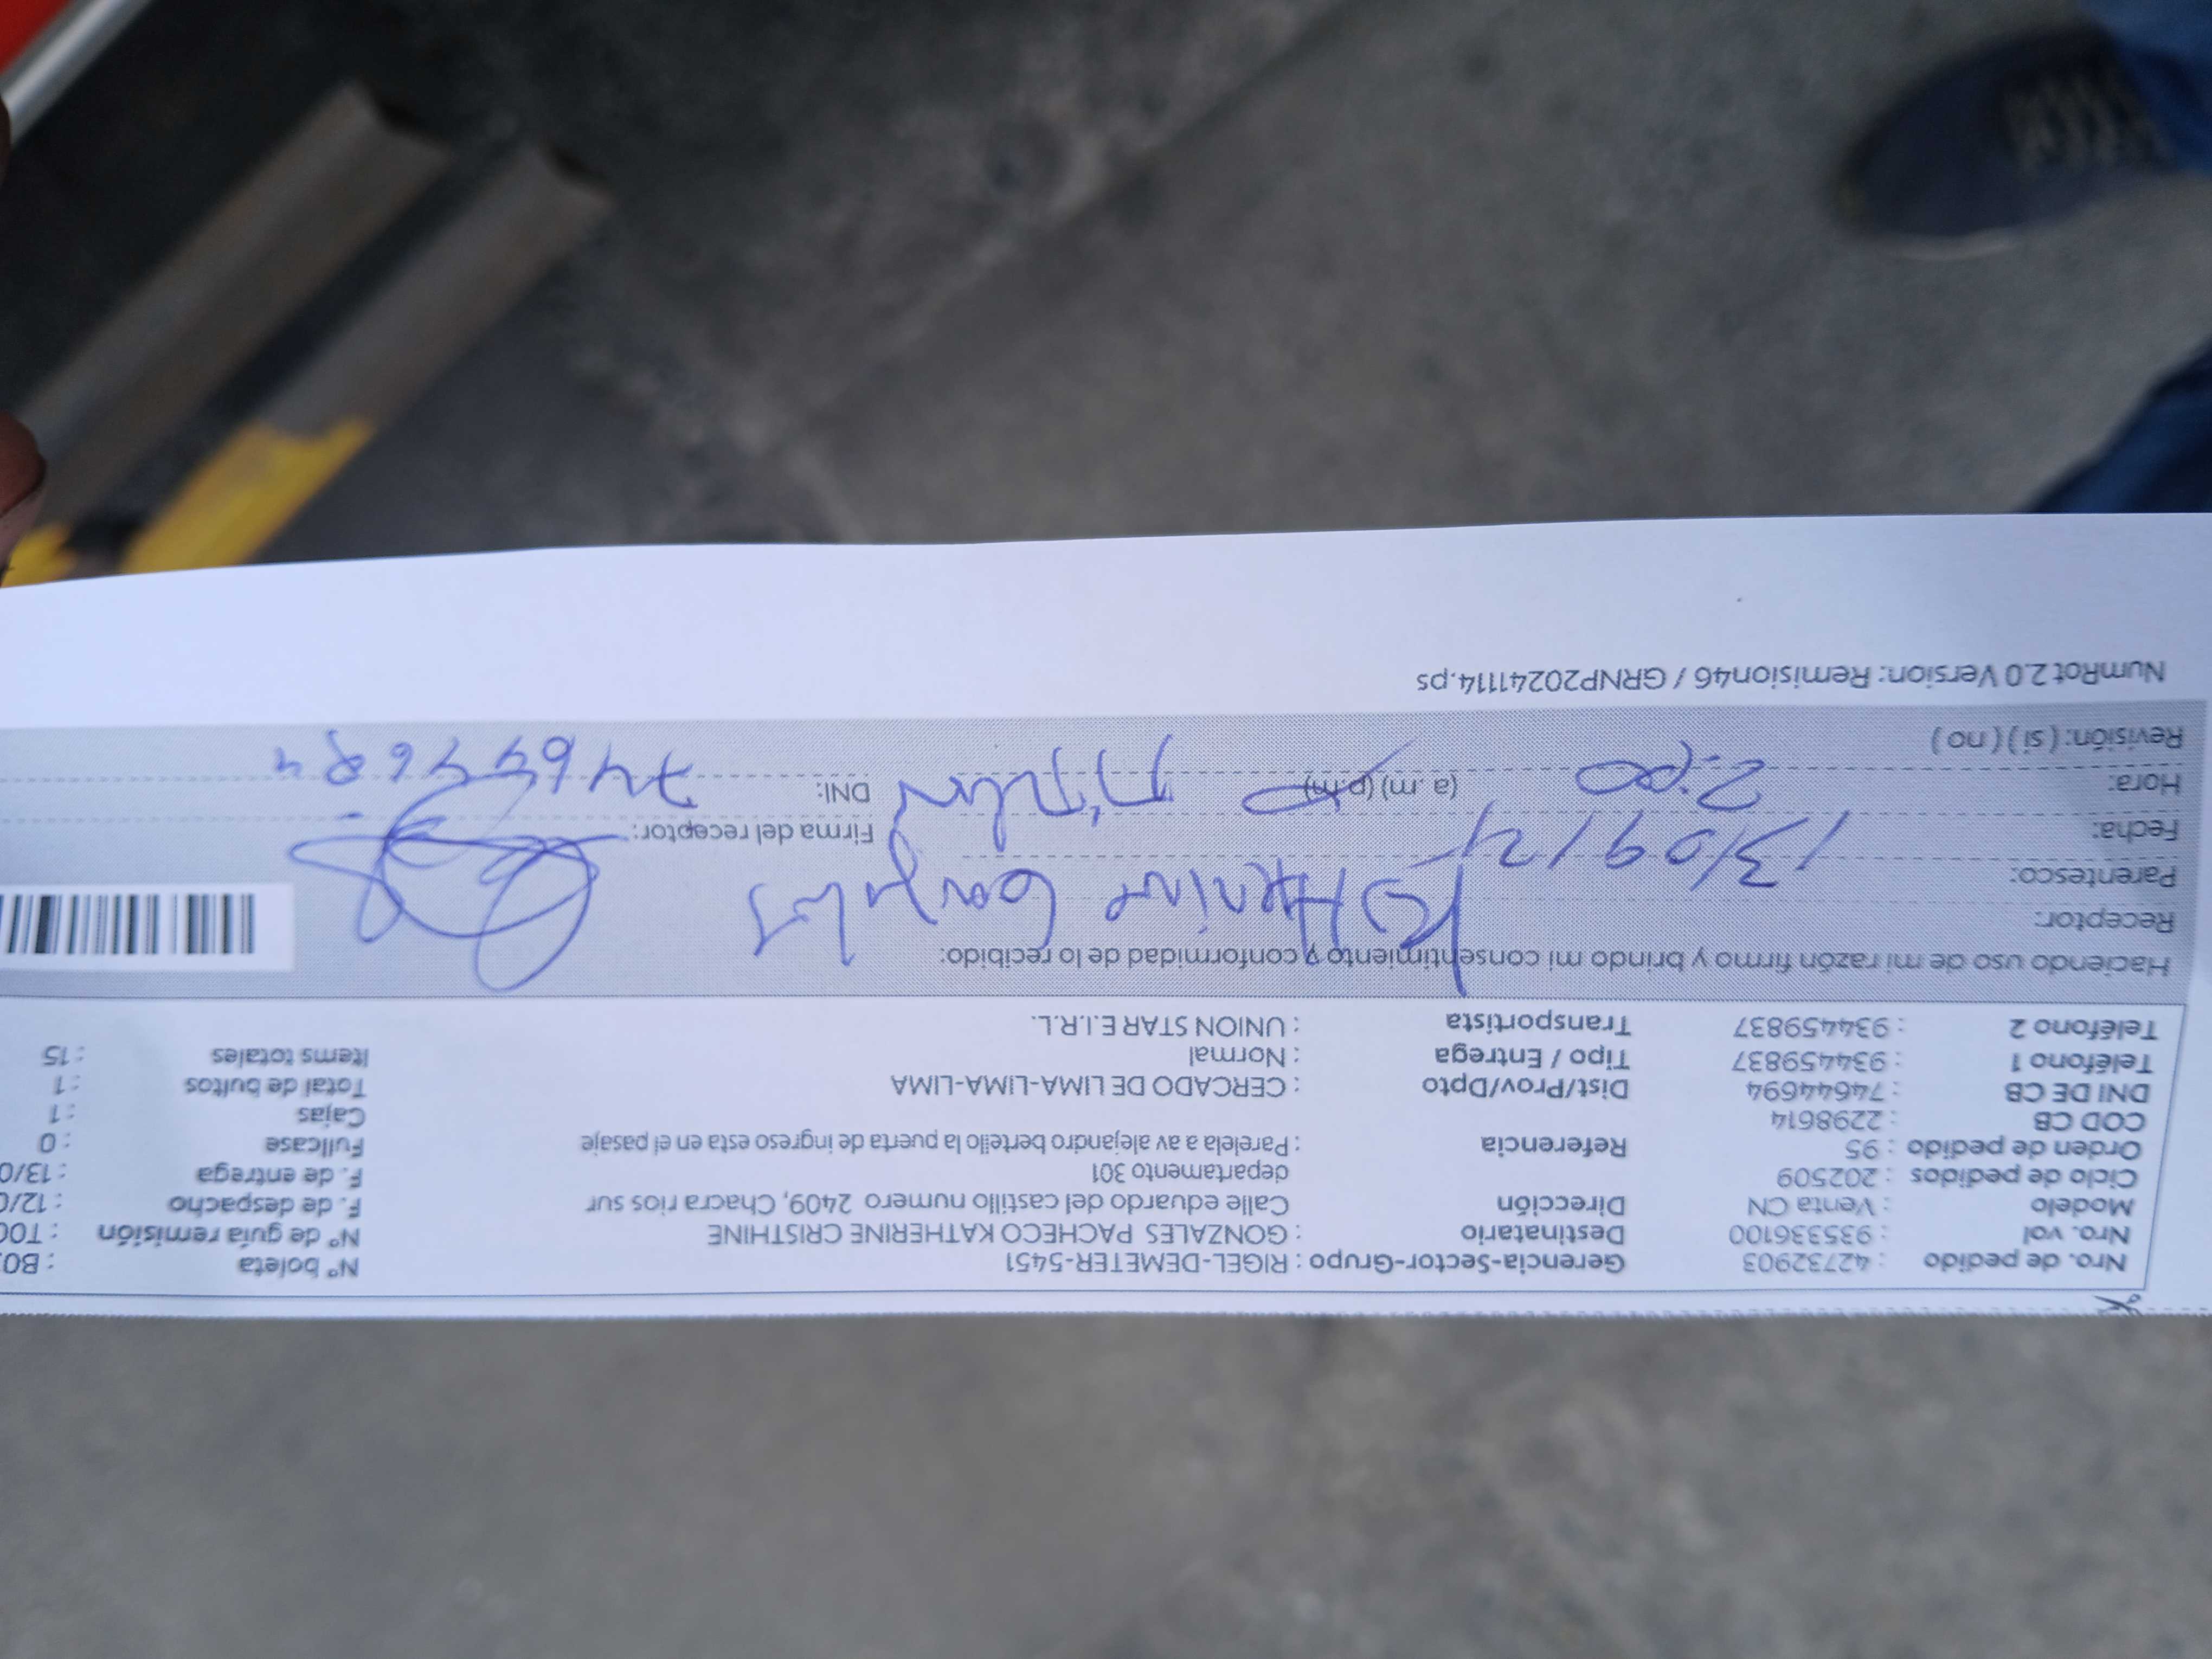 Nro. de pedido : 42732903 Gerencia-Sector-Grupo : RIGEL-DEMETER-5451 N° boleta : B0
Nro. vol : 935336100 Destinatario : GONZALES PACHECO KATHERINE CRISTHINE N° de guía remisión : T00
Modelo : Venta CN Dirección Calle eduardo del castillo numero 2409, Chacra rios sur F. de despacho : 12/0
Ciclo de pedidos : 202509 departamento 301 F. de entrega : 13/0
Orden de pedido : 95 Referencia : Parelela a av alejandro bertello la puerta de ingreso esta en el pasaje Fullcase : 0
COD CB : 2298614 Cajas : 1
DNI DE CB : 74644694 Dist/Prov/Dpto : CERCADO DE LIMA-LIMA-LIMA Total de bultos : 1
Teléfono 1 : 934459837 Tipo / Entrega : Normal Items totales : 15
Teléfono 2 : 934459837 Transportista : UNION STAR E.I.R.L.
Haciendo uso de mi razón firmo y brindo mi consentimiento y conformidad de lo recibido:
Receptor: Katherine Gonzales
Parentesco:
Fecha: 13/09/2 Firma del receptor:
Hora: 2:00 (a .m) (p.m) Titular DNI:
Revisión: ( si ) ( no )
NumRot 2.0 Version: Remision46 / GRNP20241114.ps